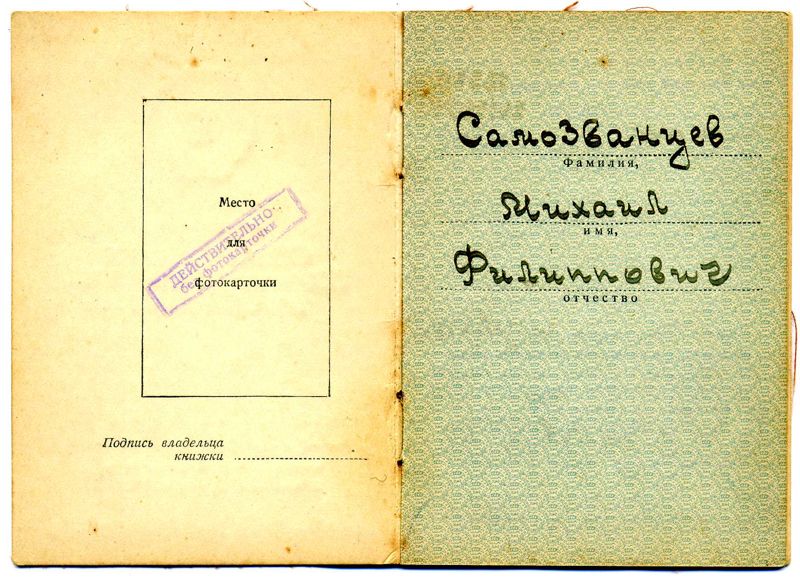 Место
для
фотокарточки
ДЕЙСТВИТЕЛЬНО
без фотокарточки
Подпись владельца
книжки
Самозванцев
Фамилия,
Михаил
имя,
Филиппович
отчество